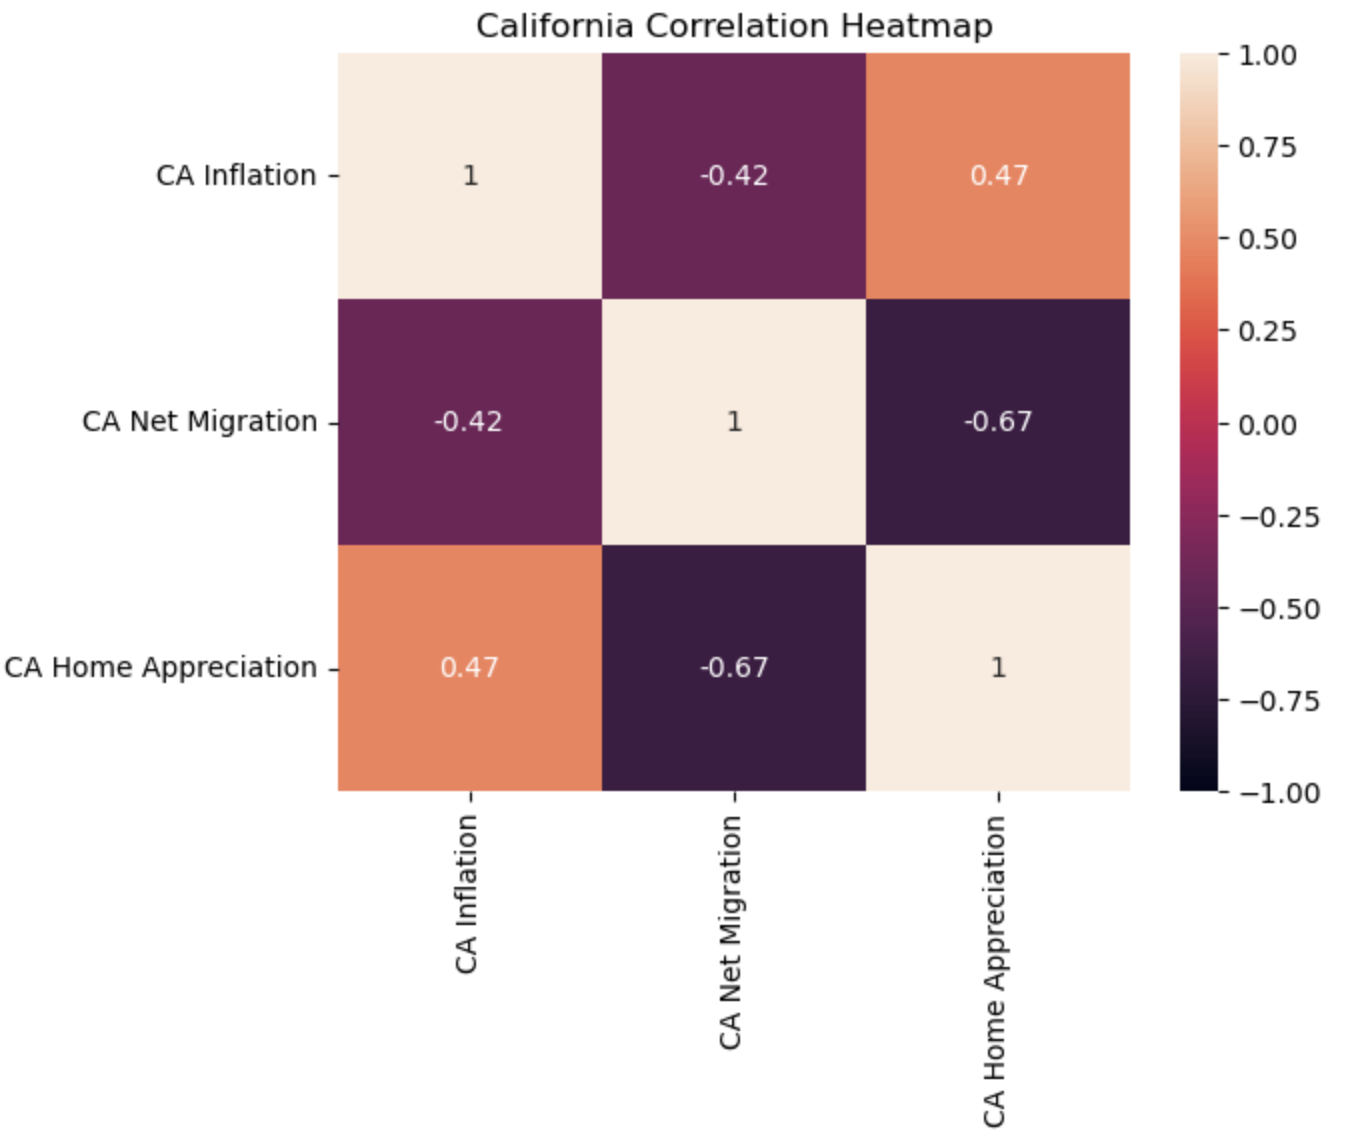 California Correlation Heatmap
CA Inflation
1
-0.42
0.47
CA Net Migration
-0.42
1
-0.67
CA Home Appreciation
0.47
-0.67
1
CA Inflation
CA Net Migration
CA Home Appreciation
1.00
0.75
0.50
0.25
0.00
−0.25
−0.50
−0.75
−1.00